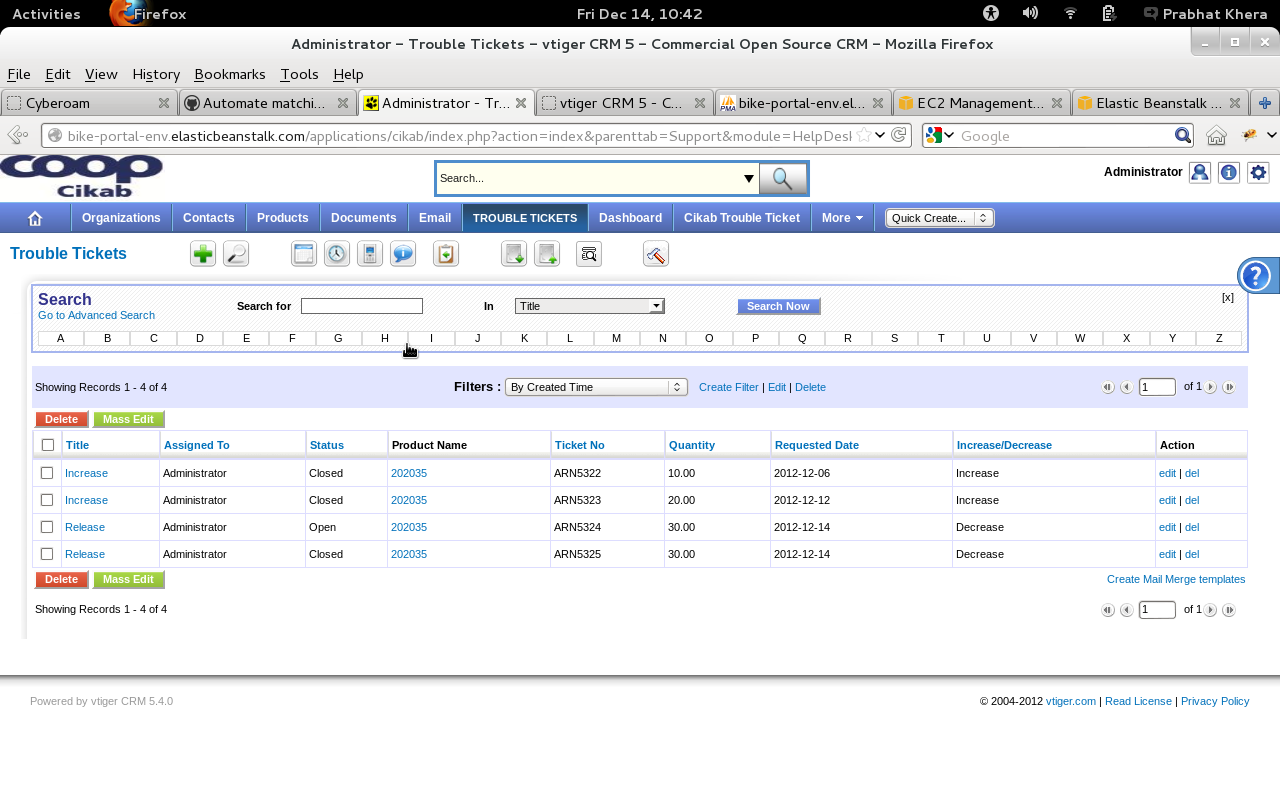 Activities Firefox Fri Dec 14, 10:42 Prabhat Khera
Administrator – Trouble Tickets – vtiger CRM 5 – Commercial Open Source CRM – Mozilla Firefox
File Edit View History Bookmarks Tools Help
Cyberoam Automate matchi... Administrator - Tr... vtiger CRM 5 - C... bike-portal-env.el... EC2 Management... Elastic Beanstalk ...
bike-portal-env.elasticbeanstalk.com/applications/cikab/index.php?action=index&parenttab=Support&module=HelpDesk Google
coop
Cikab
Search...
Administrator
Organizations Contacts Products Documents Email TROUBLE TICKETS Dashboard Cikab Trouble Ticket More Quick Create...
Trouble Tickets
Search
Go to Advanced Search
Search for In Title Search Now [x]
A B C D E F G H I J K L M N O P Q R S T U V W X Y Z
Showing Records 1 - 4 of 4 Filters : By Created Time Create Filter | Edit | Delete 1 of 1
Delete Mass Edit
Title Assigned To Status Product Name Ticket No Quantity Requested Date Increase/Decrease Action
Increase Administrator Closed 202035 ARN5322 10.00 2012-12-06 Increase edit | del
Increase Administrator Closed 202035 ARN5323 20.00 2012-12-12 Increase edit | del
Release Administrator Open 202035 ARN5324 30.00 2012-12-14 Decrease edit | del
Release Administrator Closed 202035 ARN5325 30.00 2012-12-14 Decrease edit | del
Delete Mass Edit Create Mail Merge templates
Showing Records 1 - 4 of 4 1 of 1
Powered by vtiger CRM 5.4.0 © 2004-2012 vtiger.com | Read License | Privacy Policy